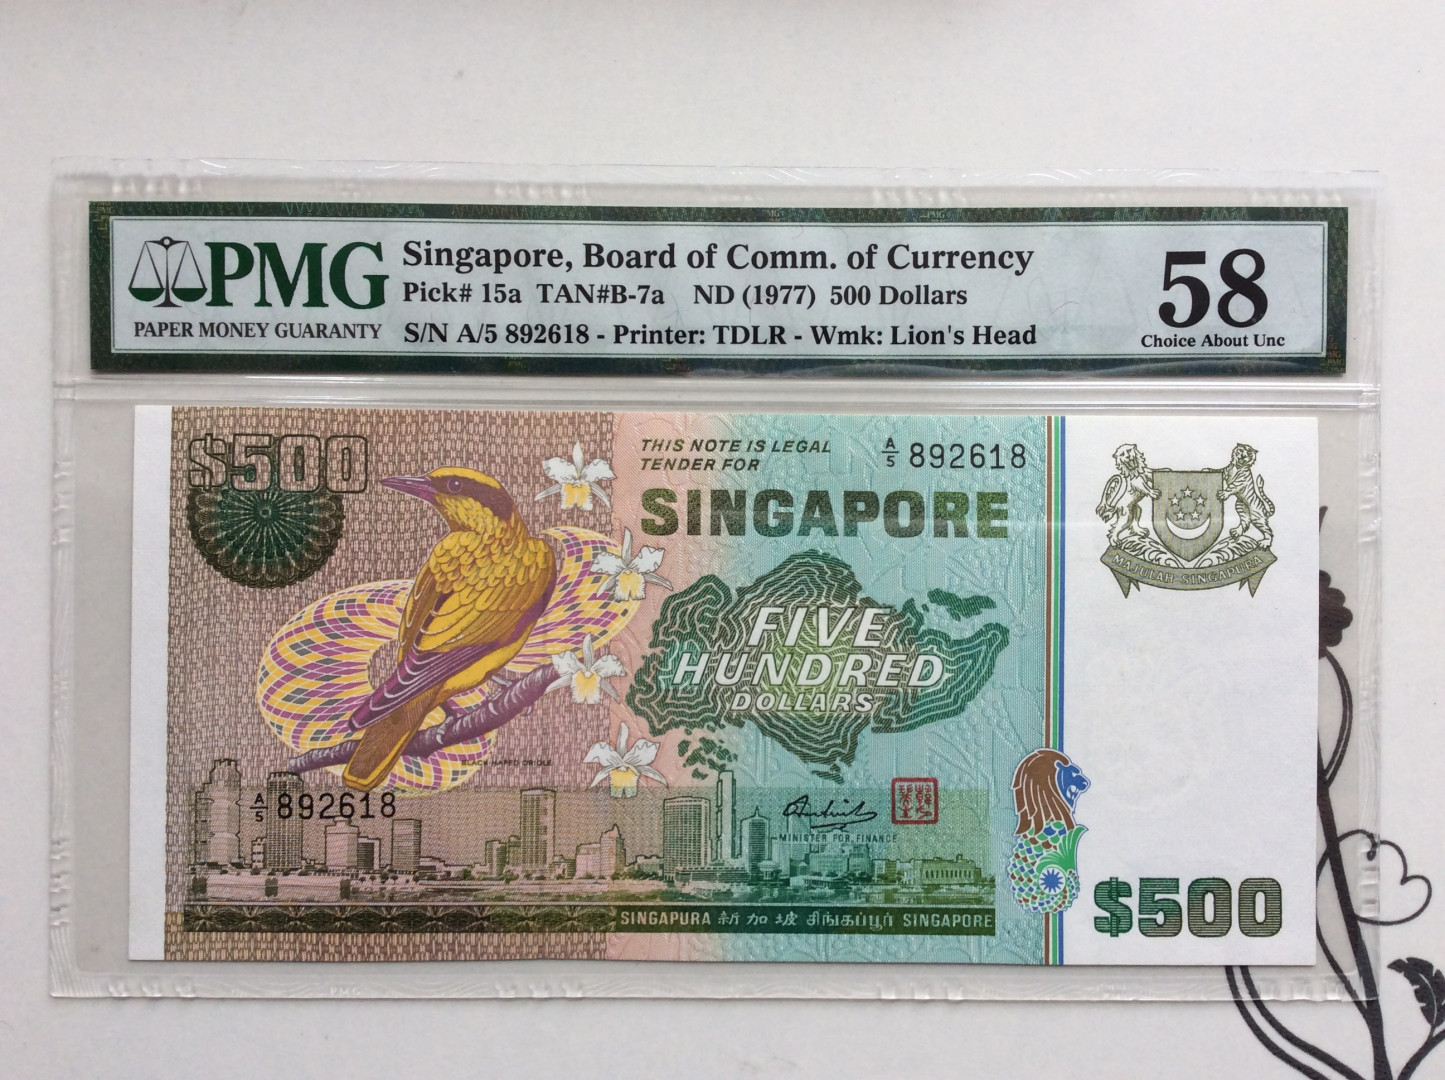 PMG
PAPER MONEY GUARANTY
Singapore, Board of Comm. of Currency
Pick# 15a TAN#B-7a ND (1977) 500 Dollars
S/N A/5 892618 - Printer: TDLR - Wmk: Lion's Head
58
Choice About Unc
$500
THIS NOTE IS LEGAL
TENDER FOR
A/5 892618
SINGAPORE
FIVE
HUNDRED
DOLLARS
MAJULAH SINGAPURA
BLACK NAPED ORIOLE
A/5 892618
MINISTER FOR FINANCE
SINGAPURA 新加坡 சிங்கப்பூர் SINGAPORE
$500